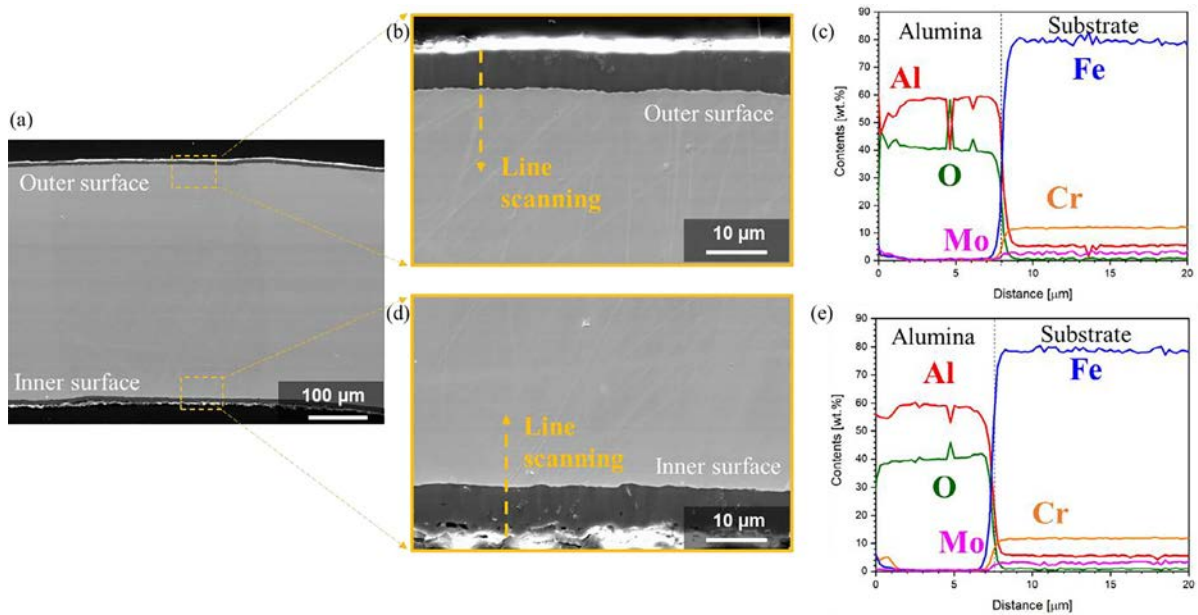 (a)
Outer surface
Inner surface
100 µm
(b)
Outer surface
Line
scanning
10 µm
(c)
Alumina
Substrate
Al
Fe
O
Cr
Mo
Contents [wt.%]
90
80
70
60
50
40
30
20
10
0
0
5
10
15
20
Distance [µm]
(d)
Line
scanning
Inner surface
10 µm
(e)
Alumina
Substrate
Al
Fe
O
Cr
Mo
Contents [wt.%]
90
80
70
60
50
40
30
20
10
0
0
5
10
15
20
Distance [µm]